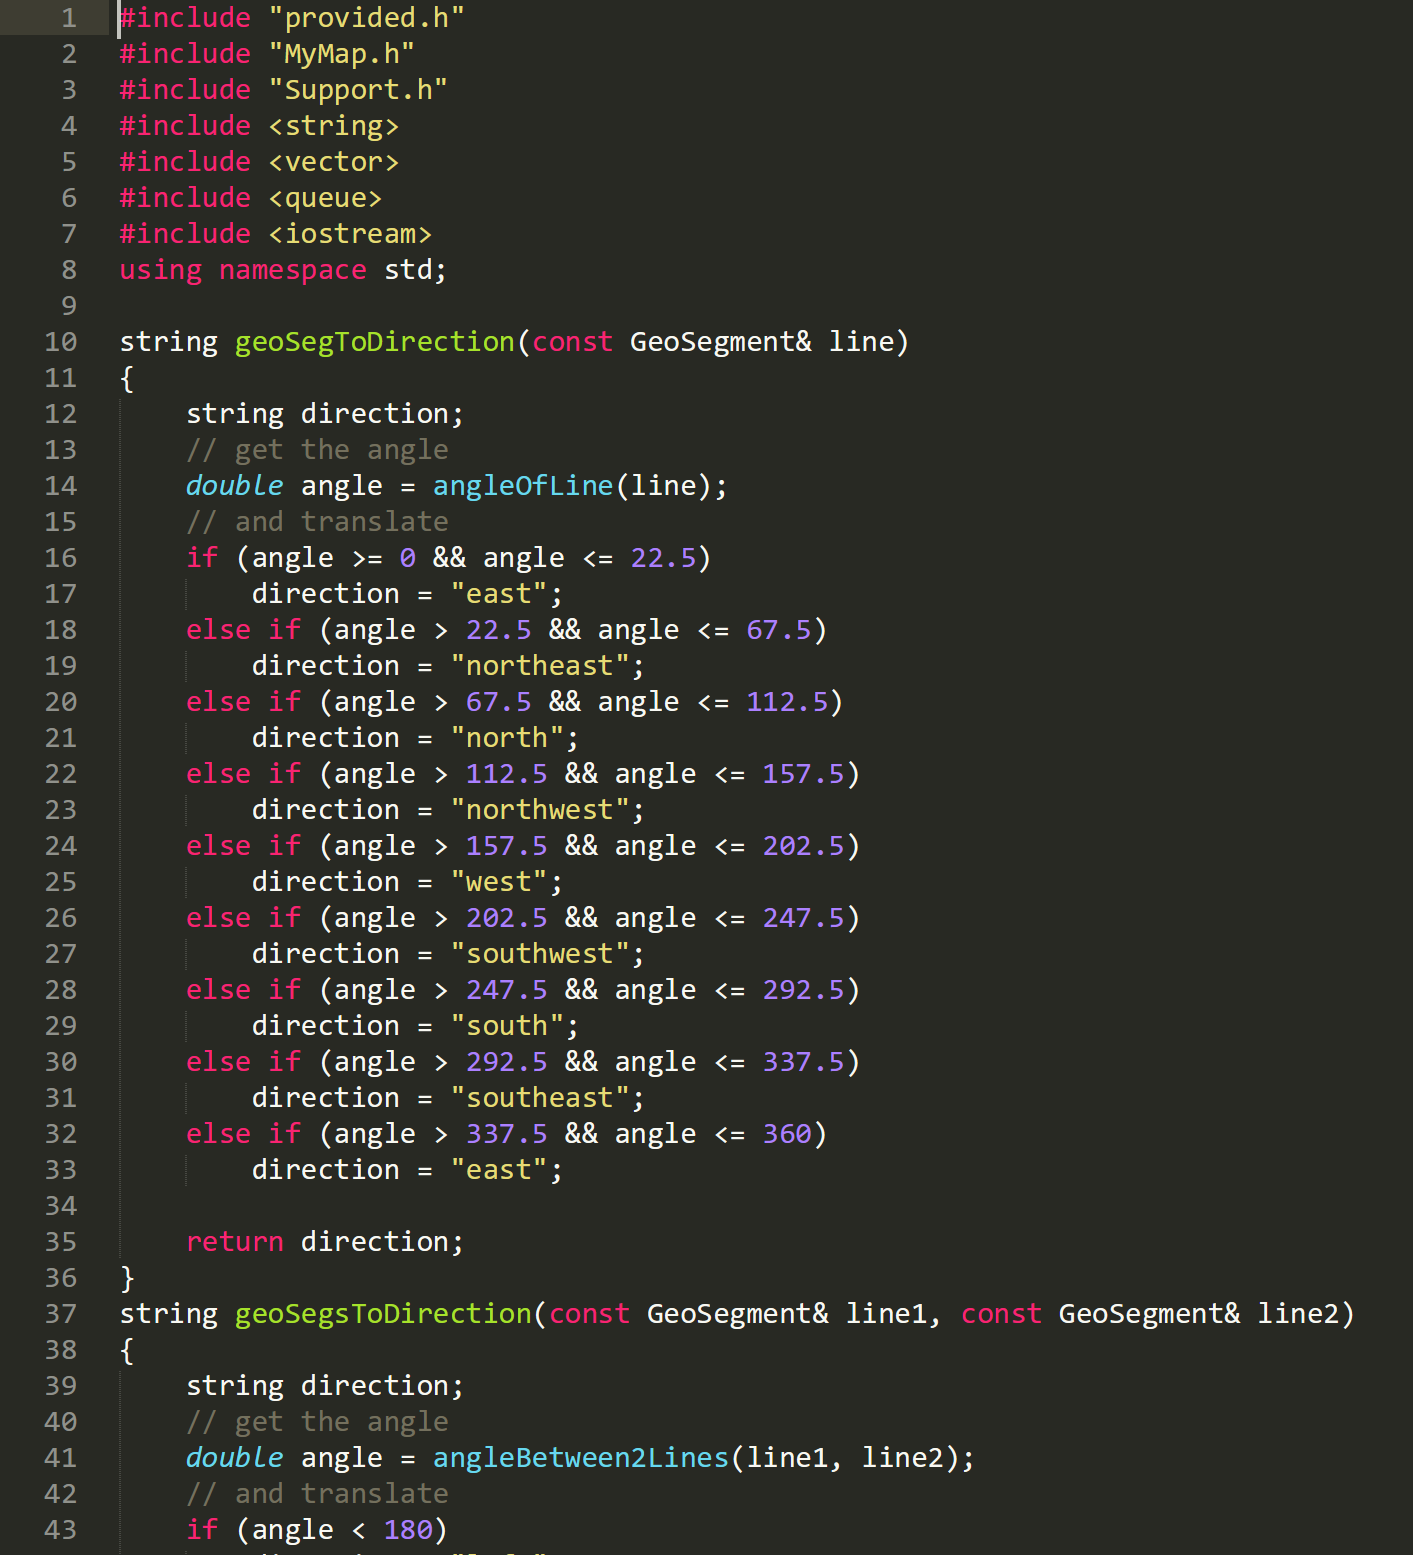 1 #include "provided.h"
2 #include "MyMap.h"
3 #include "Support.h"
4 #include <string>
5 #include <vector>
6 #include <queue>
7 #include <iostream>
8 using namespace std;
9
10 string geoSegToDirection(const GeoSegment& line)
11 {
12     string direction;
13     // get the angle
14     double angle = angleOfLine(line);
15     // and translate
16     if (angle >= 0 && angle <= 22.5)
17         direction = "east";
18     else if (angle > 22.5 && angle <= 67.5)
19         direction = "northeast";
20     else if (angle > 67.5 && angle <= 112.5)
21         direction = "north";
22     else if (angle > 112.5 && angle <= 157.5)
23         direction = "northwest";
24     else if (angle > 157.5 && angle <= 202.5)
25         direction = "west";
26     else if (angle > 202.5 && angle <= 247.5)
27         direction = "southwest";
28     else if (angle > 247.5 && angle <= 292.5)
29         direction = "south";
30     else if (angle > 292.5 && angle <= 337.5)
31         direction = "southeast";
32     else if (angle > 337.5 && angle <= 360)
33         direction = "east";
34
35     return direction;
36 }
37 string geoSegsToDirection(const GeoSegment& line1, const GeoSegment& line2)
38 {
39     string direction;
40     // get the angle
41     double angle = angleBetween2Lines(line1, line2);
42     // and translate
43     if (angle < 180)